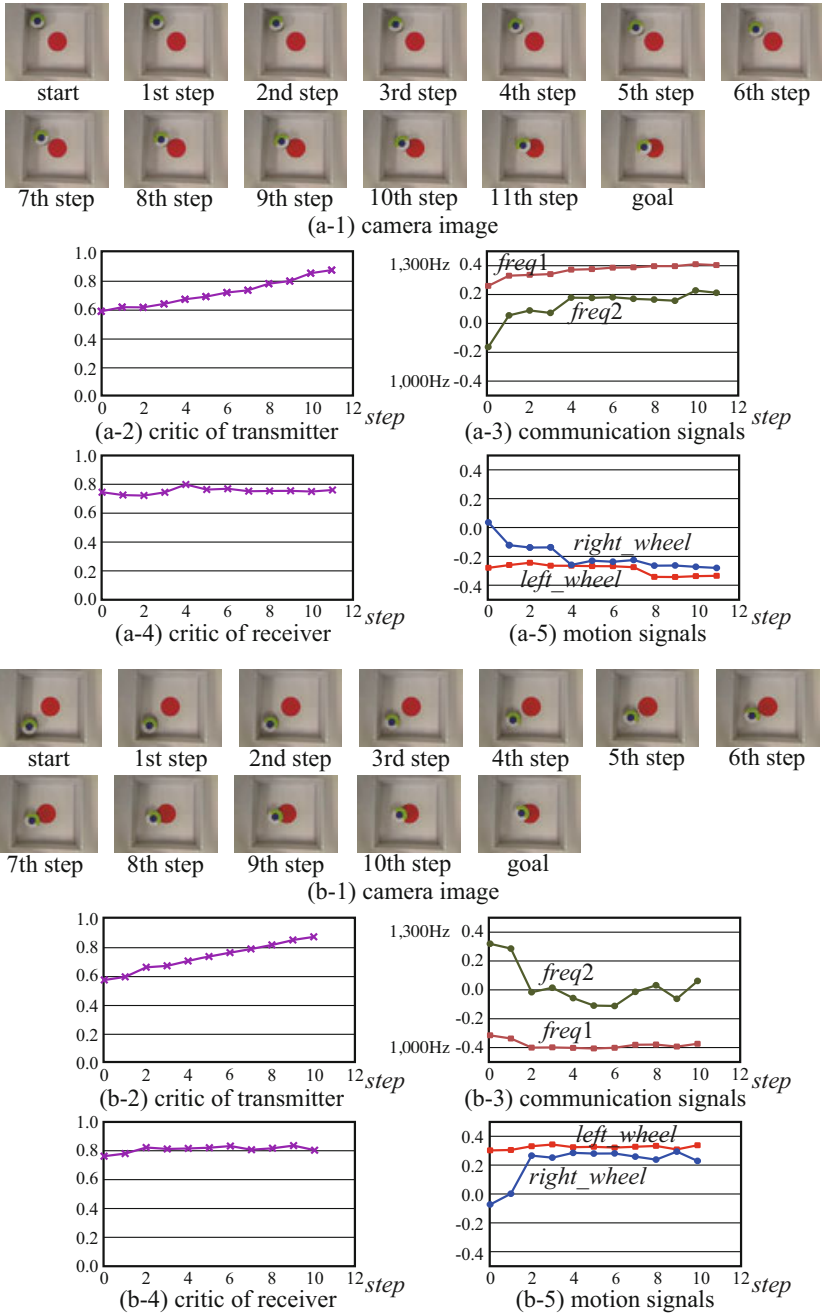 start 1st step 2nd step 3rd step 4th step 5th step 6th step
7th step 8th step 9th step 10th step 11th step goal
(a-1) camera image
1.0
0.8
0.6
0.4
0.2
0.0
0 2 4 6 8 10 12 step
(a-2) critic of transmitter
1,300Hz
1,000Hz
0.4
0.2
0.0
-0.2
-0.4
freq1
freq2
0 2 4 6 8 10 12 step
(a-3) communication signals
1.0
0.8
0.6
0.4
0.2
0.0
0 2 4 6 8 10 12 step
(a-4) critic of receiver
0.4
0.2
0.0
-0.2
-0.4
right_wheel
left_wheel
0 2 4 6 8 10 12 step
(a-5) motion signals
start 1st step 2nd step 3rd step 4th step 5th step 6th step
7th step 8th step 9th step 10th step goal
(b-1) camera image
1.0
0.8
0.6
0.4
0.2
0.0
0 2 4 6 8 10 12 step
(b-2) critic of transmitter
1,300Hz
1,000Hz
0.4
0.2
0.0
-0.2
-0.4
freq2
freq1
0 2 4 6 8 10 12 step
(b-3) communication signals
1.0
0.8
0.6
0.4
0.2
0.0
0 2 4 6 8 10 12 step
(b-4) critic of receiver
0.4
0.2
0.0
-0.2
-0.4
left_wheel
right_wheel
0 2 4 6 8 10 12 step
(b-5) motion signals